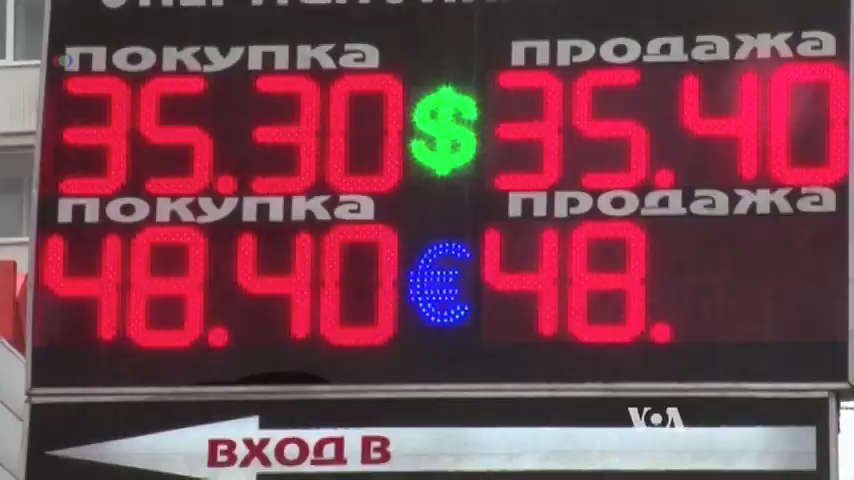 покупка продажа
35.30 $ 35.40
покупка продажа
48.40 € 48.
VOA
ВХОД В